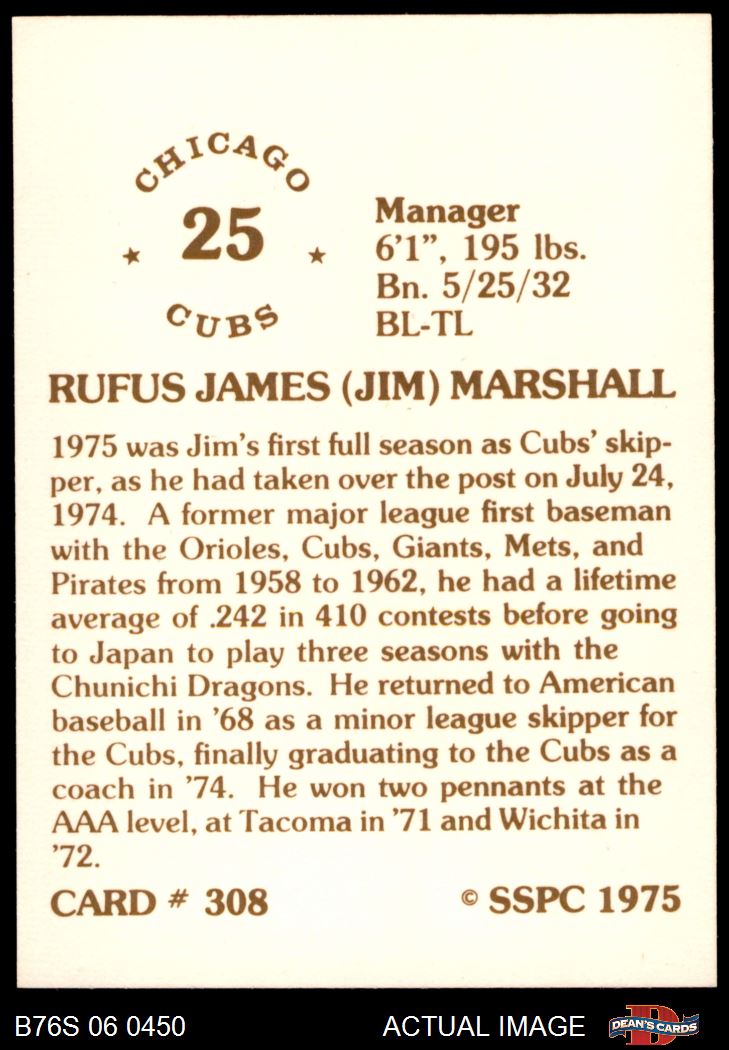 CHICAGO
25
CUBS
Manager
6'1", 195 lbs.
Bn. 5/25/32
BL-TL
RUFUS JAMES (JIM) MARSHALL
1975 was Jim's first full season as Cubs' skip-
per, as he had taken over the post on July 24,
1974. A former major league first baseman
with the Orioles, Cubs, Giants, Mets, and
Pirates from 1958 to 1962, he had a lifetime
average of .242 in 410 contests before going
to Japan to play three seasons with the
Chunichi Dragons. He returned to American
baseball in '68 as a minor league skipper for
the Cubs, finally graduating to the Cubs as a
coach in '74. He won two pennants at the
AAA level, at Tacoma in '71 and Wichita in
'72.
CARD # 308 © SSPC 1975
B76S 06 0450 ACTUAL IMAGE D DEAN'S CARDS